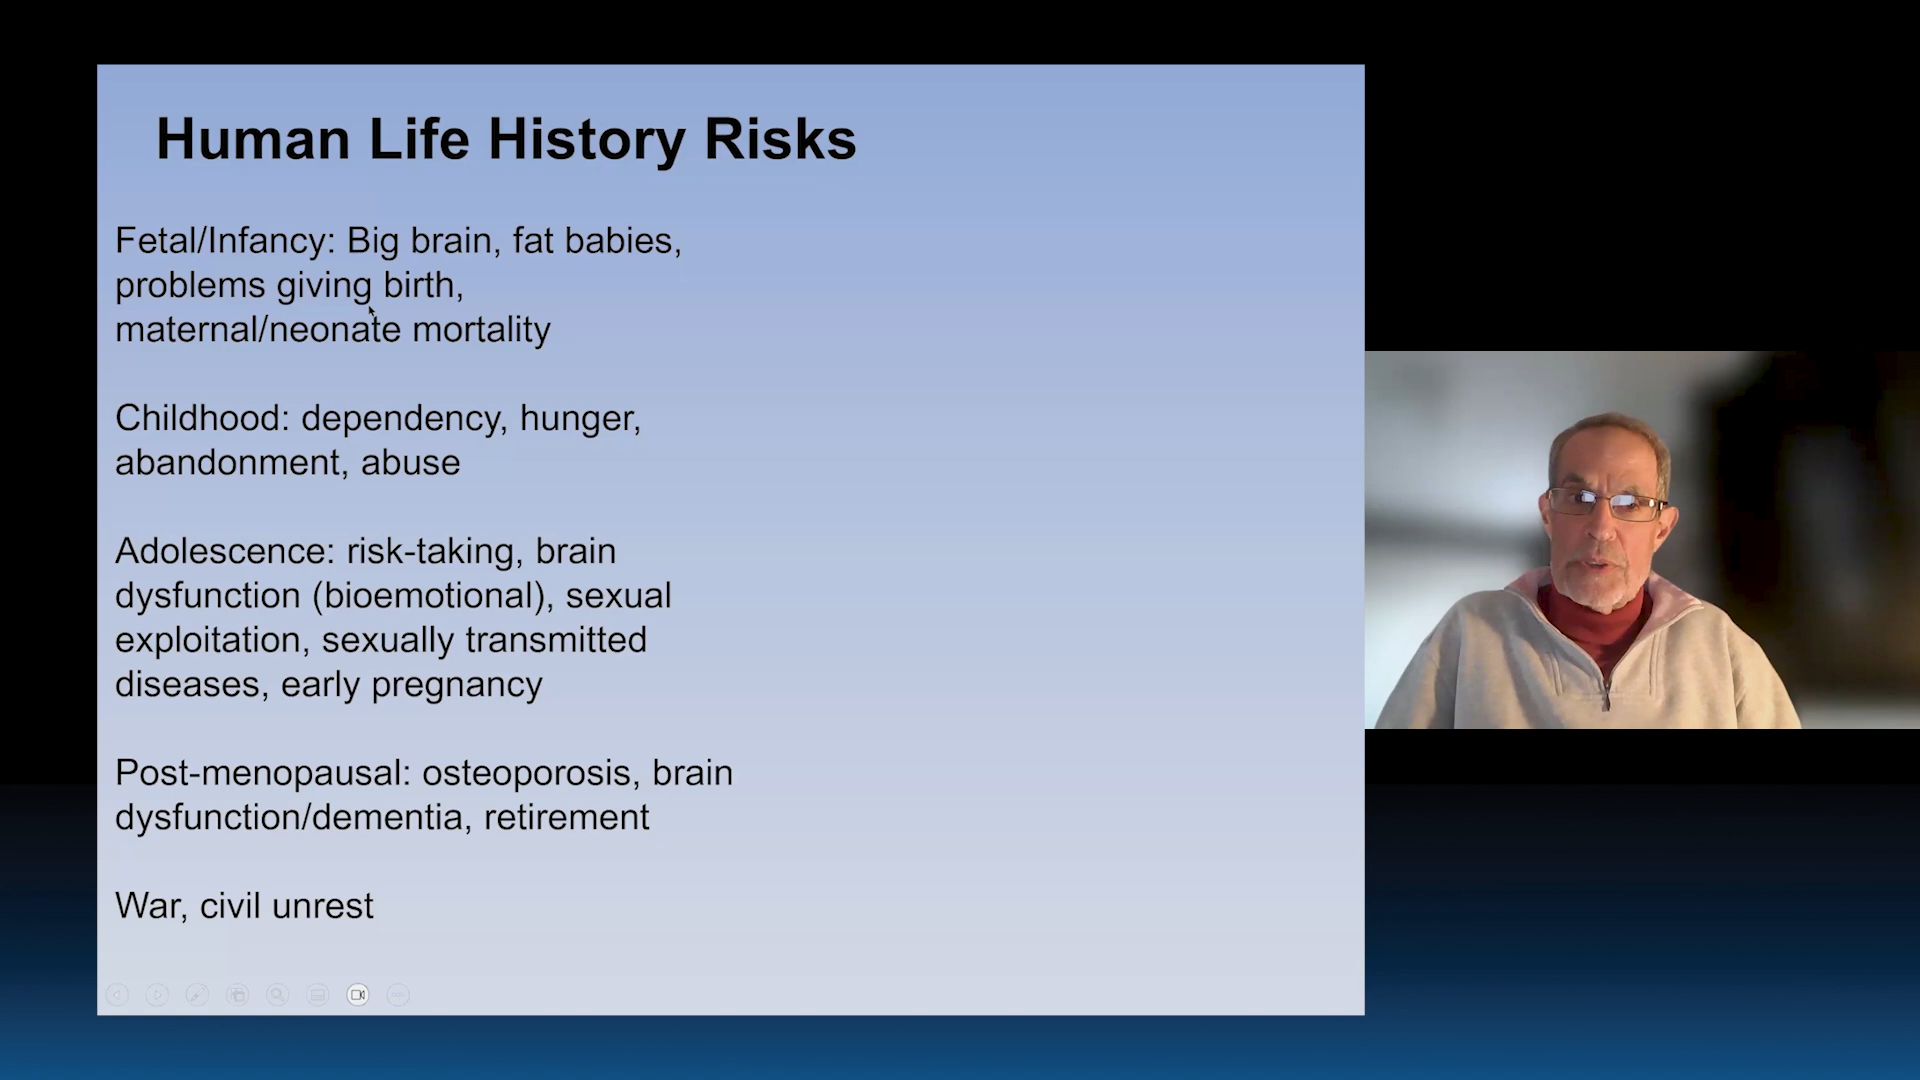 Human Life History Risks
Fetal/Infancy: Big brain, fat babies,
problems giving birth,
maternal/neonate mortality
Childhood: dependency, hunger,
abandonment, abuse
Adolescence: risk-taking, brain
dysfunction (bioemotional), sexual
exploitation, sexually transmitted
diseases, early pregnancy
Post-menopausal: osteoporosis, brain
dysfunction/dementia, retirement
War, civil unrest